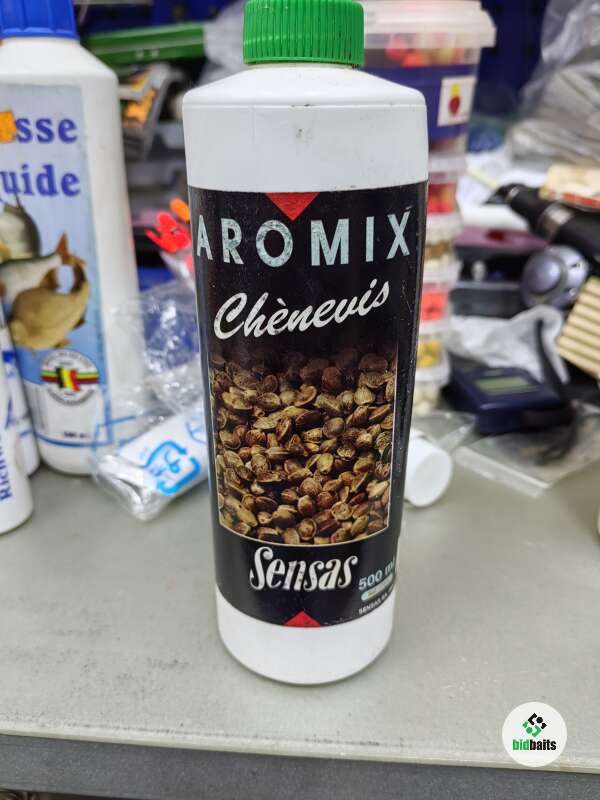 AROMIX
Chènevis
Sensas
500 ml
sse
uide
bidbaits